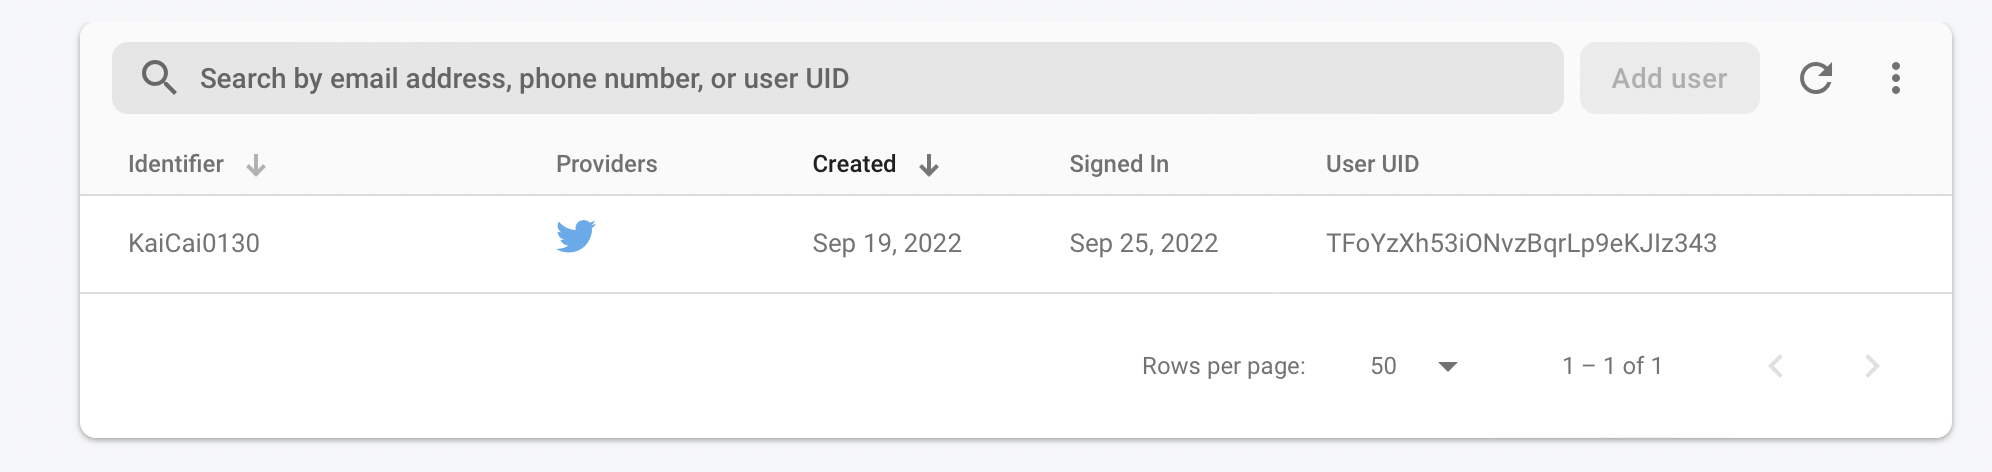 Search by email address, phone number, or user UID
Add user
Identifier Providers Created Signed In User UID
KaiCai0130 Sep 19, 2022 Sep 25, 2022 TFoYzXh53iONvzBqrLp9eKJIz343
Rows per page: 50 1 – 1 of 1